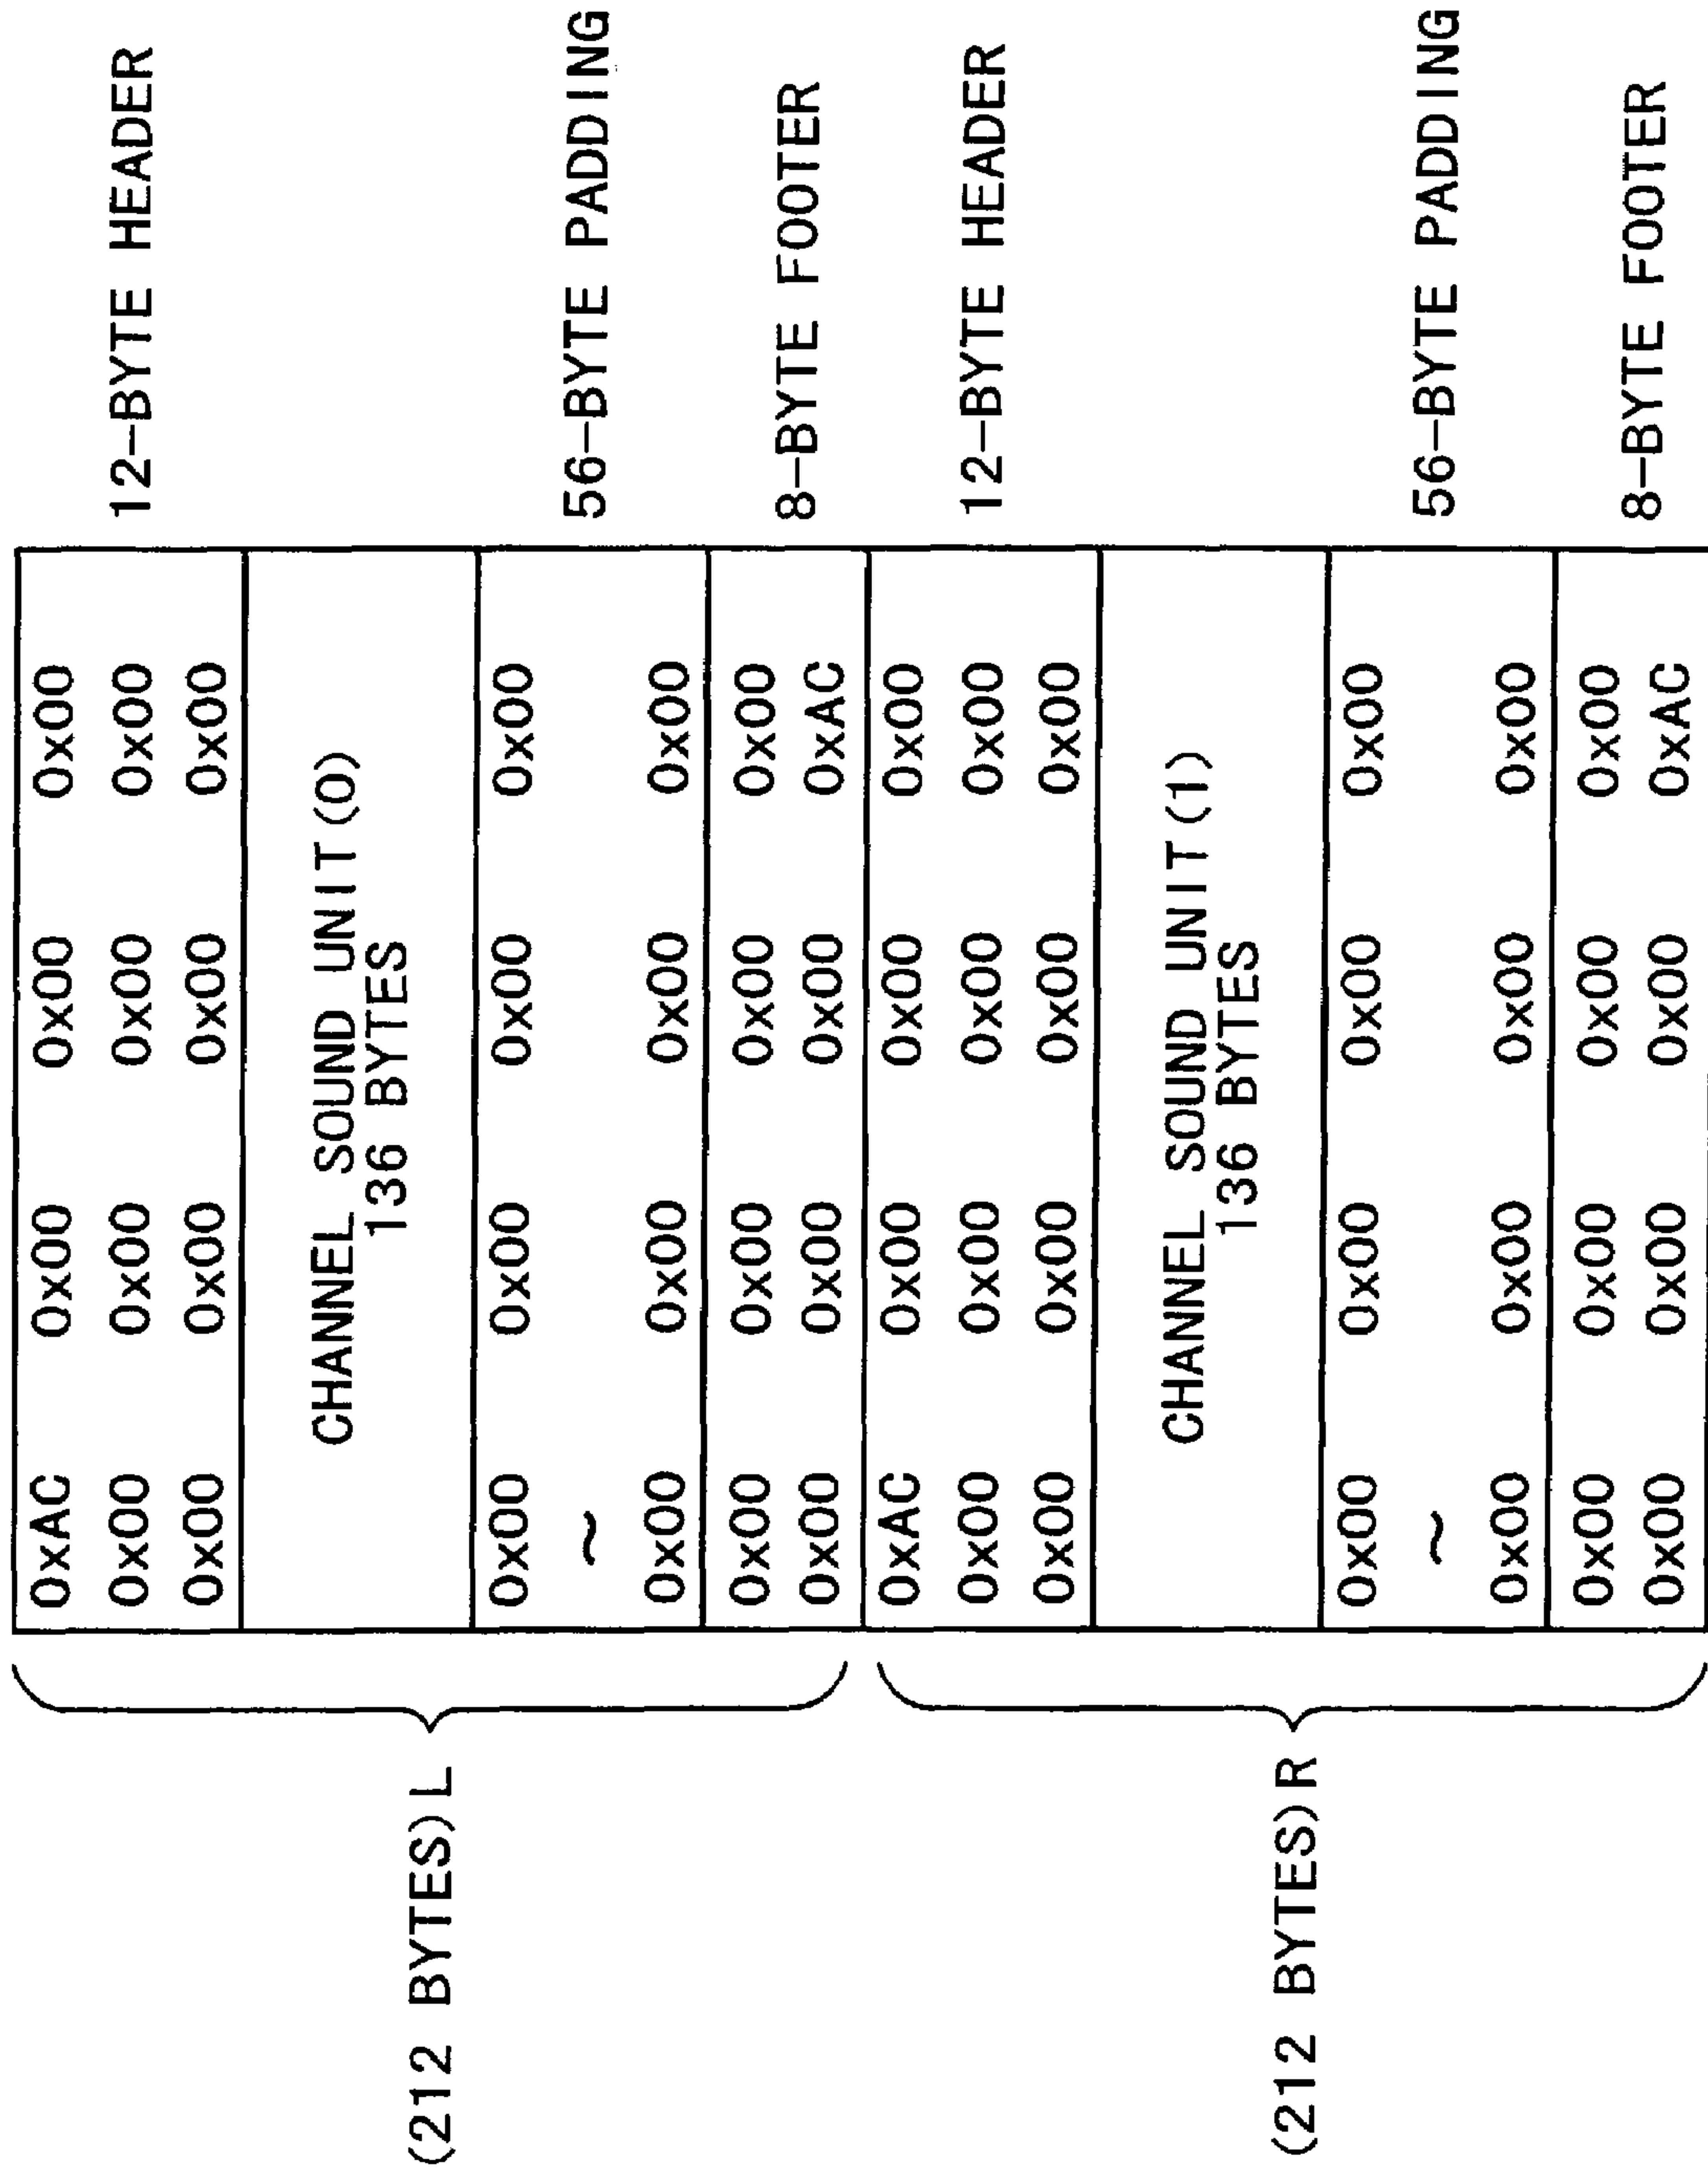 0xAC 0x00 0x00 0x00
0x00 0x00 0x00 0x00 12-BYTE HEADER
0x00 0x00 0x00 0x00
CHANNEL SOUND UNIT(0)
136 BYTES
(212 BYTES)L
0x00 0x00 0x00 0x00
~ 56-BYTE PADDING
0x00 0x00 0x00 0x00
0x00 0x00 0x00 0x00
0x00 0x00 0x00 0xAC 8-BYTE FOOTER
0xAC 0x00 0x00 0x00
0x00 0x00 0x00 0x00 12-BYTE HEADER
0x00 0x00 0x00 0x00
CHANNEL SOUND UNIT(1)
136 BYTES
(212 BYTES)R
0x00 0x00 0x00 0x00
~ 56-BYTE PADDING
0x00 0x00 0x00 0x00
0x00 0x00 0x00 0x00
0x00 0x00 0x00 0xAC 8-BYTE FOOTER